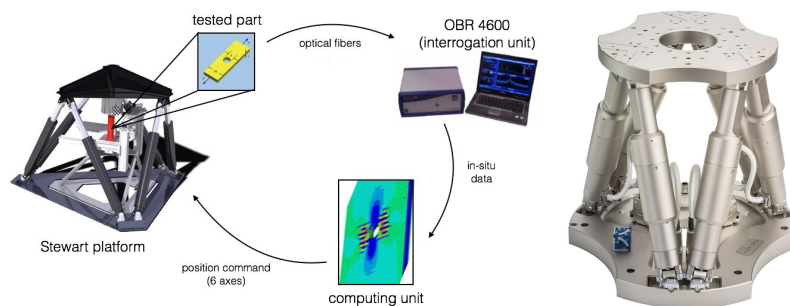 tested part
optical fibers
OBR 4600
(interrogation unit)
in-situ
data
Stewart platform
position command
(6 axes)
computing unit